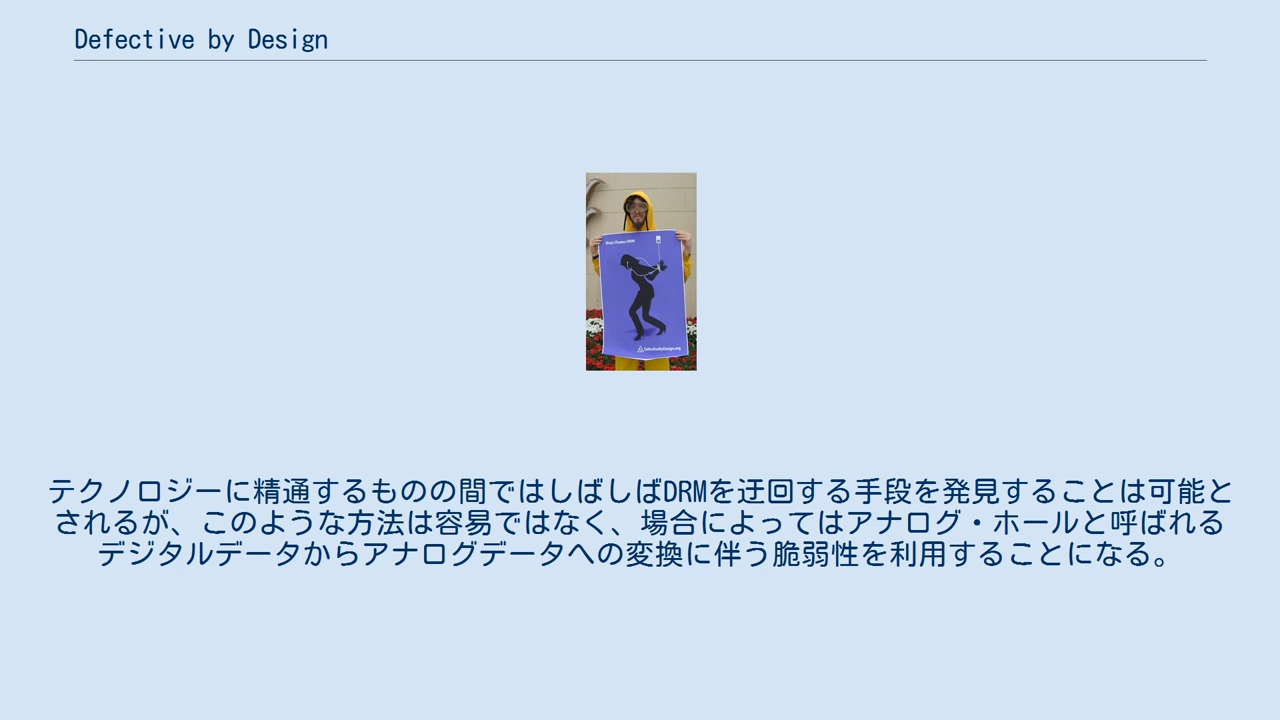 Defective by Design
iPod+iTunes=DRM
DefectiveByDesign.org
テクノロジーに精通するものの間ではしばしばDRMを迂回する手段を発見することは可能と
されるが、このような方法は容易ではなく、場合によってはアナログ・ホールと呼ばれる
デジタルデータからアナログデータへの変換に伴う脆弱性を利用することになる。